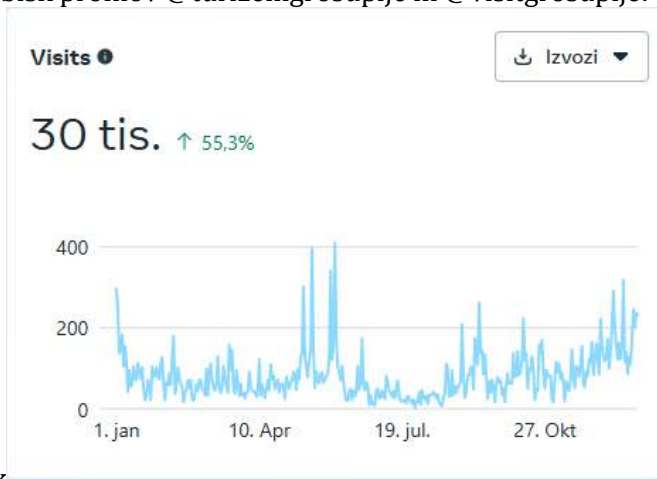 Visits
Izvozi
30 tis. ↑ 55,3%
400
200
0
1. jan 10. Apr 19. jul. 27. Okt